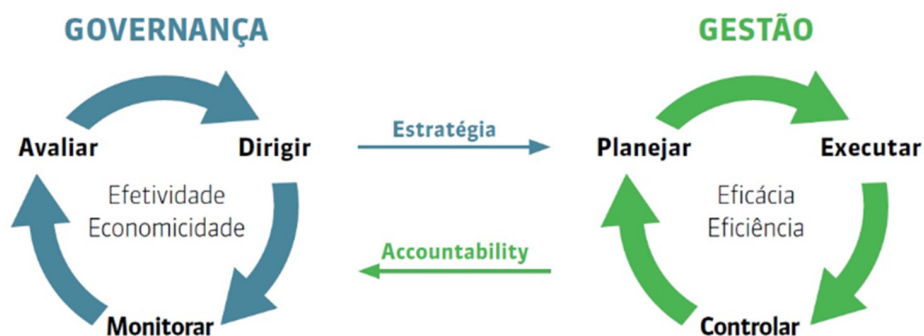 GOVERNANÇA
GESTÃO
Avaliar
Dirigir
Efetividade
Economicidade
Monitorar
Estratégia
Accountability
Planejar
Executar
Eficácia
Eficiência
Controlar